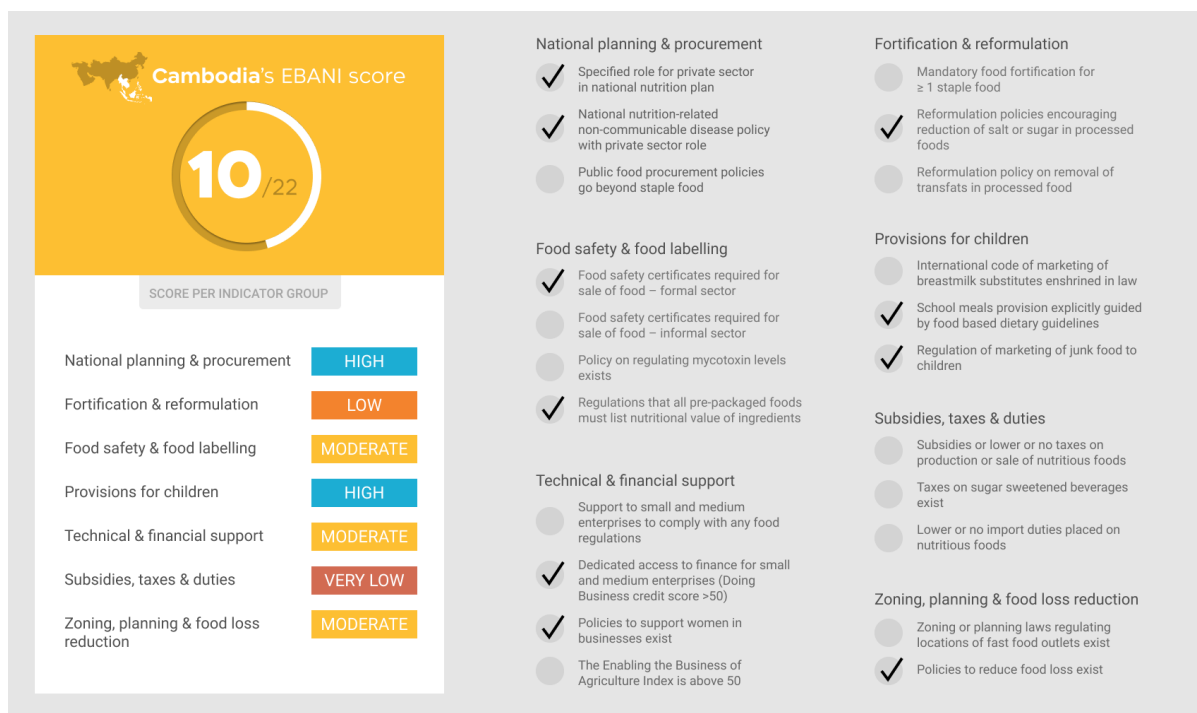 Cambodia's EBANI score
10/22
SCORE PER INDICATOR GROUP
National planning & procurement
HIGH
Fortification & reformulation
LOW
Food safety & food labelling
MODERATE
Provisions for children
HIGH
Technical & financial support
MODERATE
Subsidies, taxes & duties
VERY LOW
Zoning, planning & food loss
reduction
MODERATE
National planning & procurement
Specified role for private sector
in national nutrition plan
National nutrition-related
non-communicable disease policy
with private sector role
Public food procurement policies
go beyond staple food
Food safety & food labelling
Food safety certificates required for
sale of food – formal sector
Food safety certificates required for
sale of food – informal sector
Policy on regulating mycotoxin levels
exists
Regulations that all pre-packaged foods
must list nutritional value of ingredients
Technical & financial support
Support to small and medium
enterprises to comply with any food
regulations
Dedicated access to finance for small
and medium enterprises (Doing
Business credit score >50)
Policies to support women in
businesses exist
The Enabling the Business of
Agriculture Index is above 50
Fortification & reformulation
Mandatory food fortification for
≥ 1 staple food
Reformulation policies encouraging
reduction of salt or sugar in processed
foods
Reformulation policy on removal of
transfats in processed food
Provisions for children
International code of marketing of
breastmilk substitutes enshrined in law
School meals provision explicitly guided
by food based dietary guidelines
Regulation of marketing of junk food to
children
Subsidies, taxes & duties
Subsidies or lower or no taxes on
production or sale of nutritious foods
Taxes on sugar sweetened beverages
exist
Lower or no import duties placed on
nutritious foods
Zoning, planning & food loss reduction
Zoning or planning laws regulating
locations of fast food outlets exist
Policies to reduce food loss exist